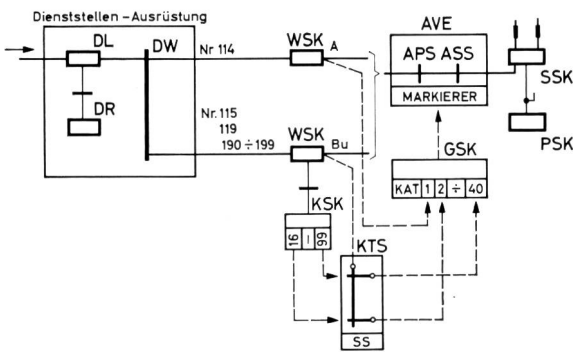 Dienststellen-Ausrüstung
DL
DW
DR
Nr 114
Nr. 115
119
190 ÷ 199
WSK
A
WSK
Bu
KSK
16 – 99
KTS
SS
AVE
APS ASS
MARKIERER
SSK
PSK
GSK
KAT 1 2 ÷ 40